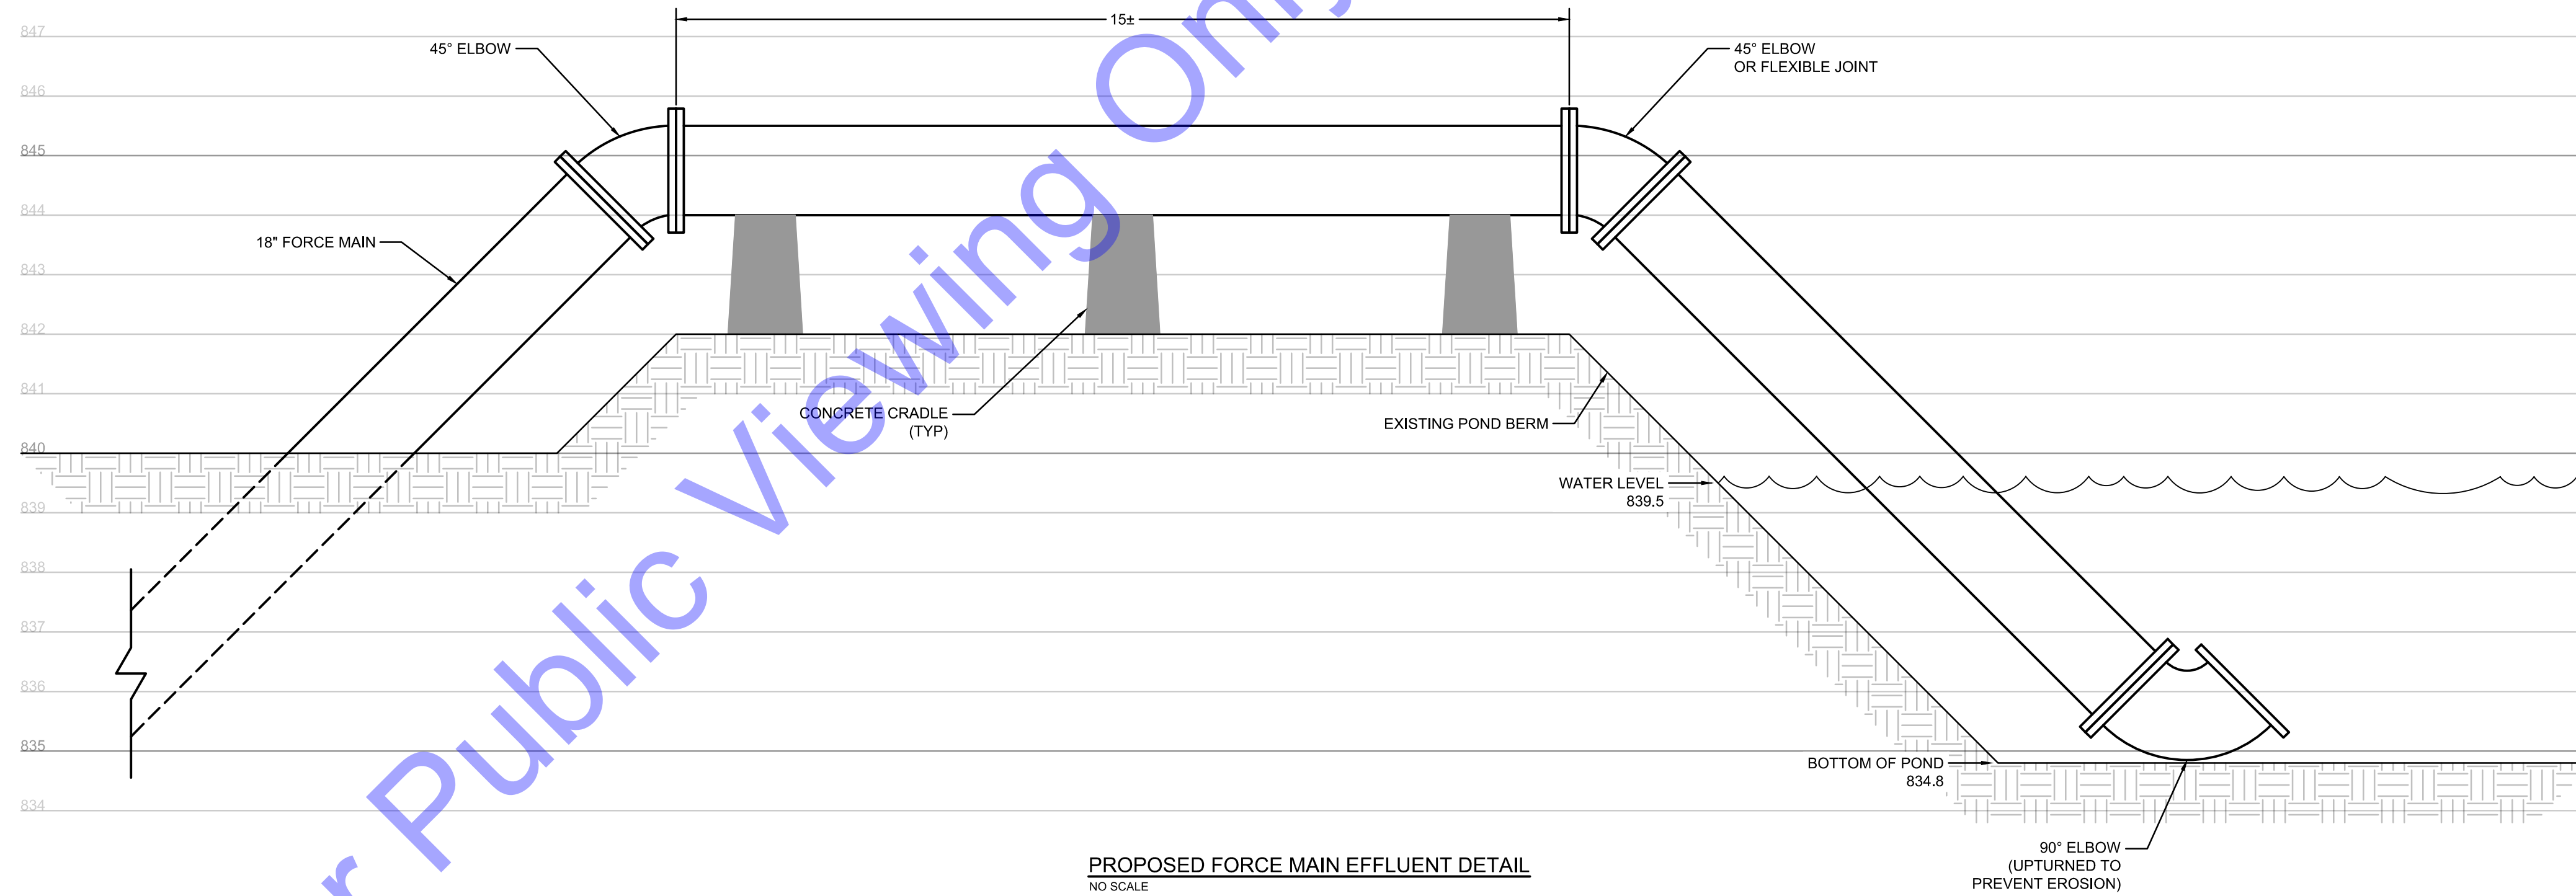 15±
847
45° ELBOW
45° ELBOW
OR FLEXIBLE JOINT
846
845
844
18" FORCE MAIN
843
842
841
CONCRETE CRADLE
(TYP)
EXISTING POND BERM
840
WATER LEVEL
839.5
839
838
837
836
835
BOTTOM OF POND
834.8
834
90° ELBOW
(UPTURNED TO
PREVENT EROSION)
PROPOSED FORCE MAIN EFFLUENT DETAIL
NO SCALE
Public Viewing Only